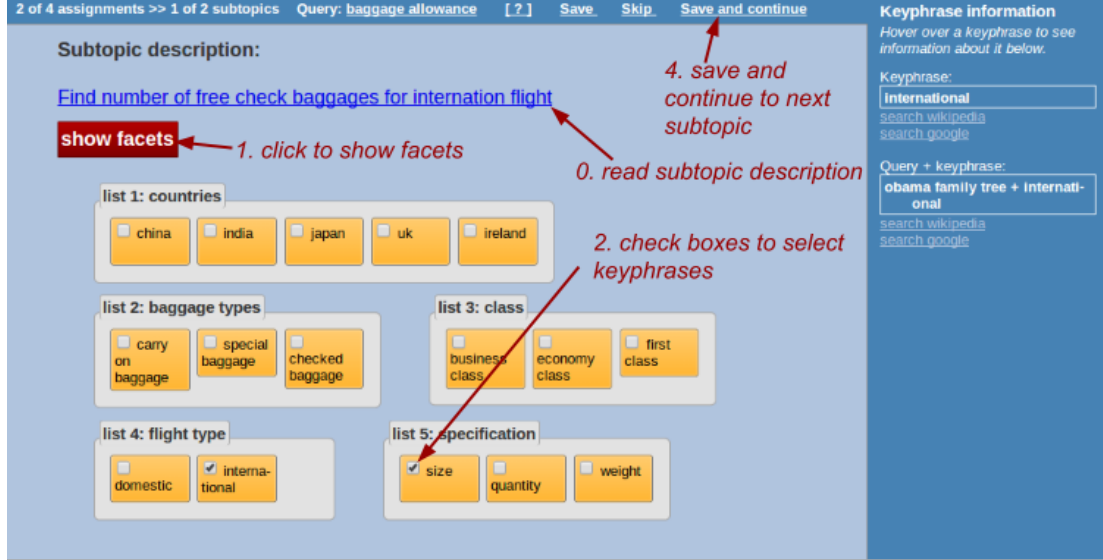 2 of 4 assignments >> 1 of 2 subtopics Query: baggage allowance [ ? ] Save Skip Save and continue
Subtopic description:
Find number of free check baggages for internation flight
show facets
1. click to show facets
4. save and
continue to next
subtopic
0. read subtopic description
list 1: countries
china
india
japan
uk
ireland
2. check boxes to select
keyphrases
list 2: baggage types
carry
on
baggage
special
baggage
checked
baggage
list 3: class
business
class
economy
class
first
class
list 4: flight type
domestic
interna-
tional
list 5: specification
size
quantity
weight
Keyphrase information
Hover over a keyphrase to see
information about it below.
Keyphrase:
international
search wikipedia
search google
Query + keyphrase:
obama family tree + internati-
onal
search wikipedia
search google